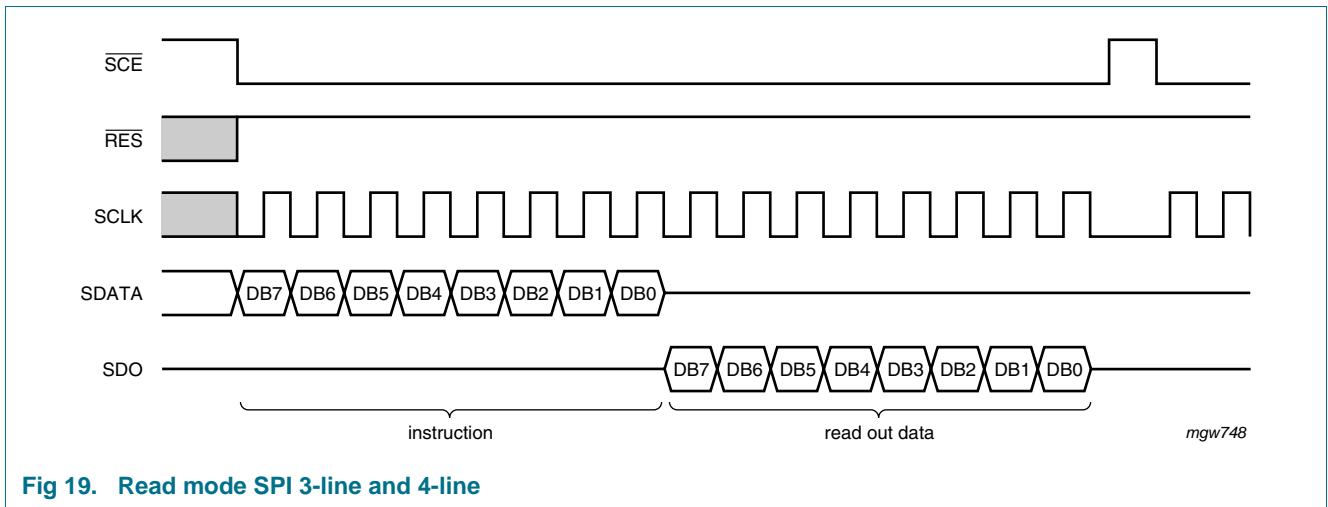 SCE
RES
SCLK
SDATA DB7 DB6 DB5 DB4 DB3 DB2 DB1 DB0
SDO DB7 DB6 DB5 DB4 DB3 DB2 DB1 DB0
instruction read out data mgw748
Fig 19. Read mode SPI 3-line and 4-line